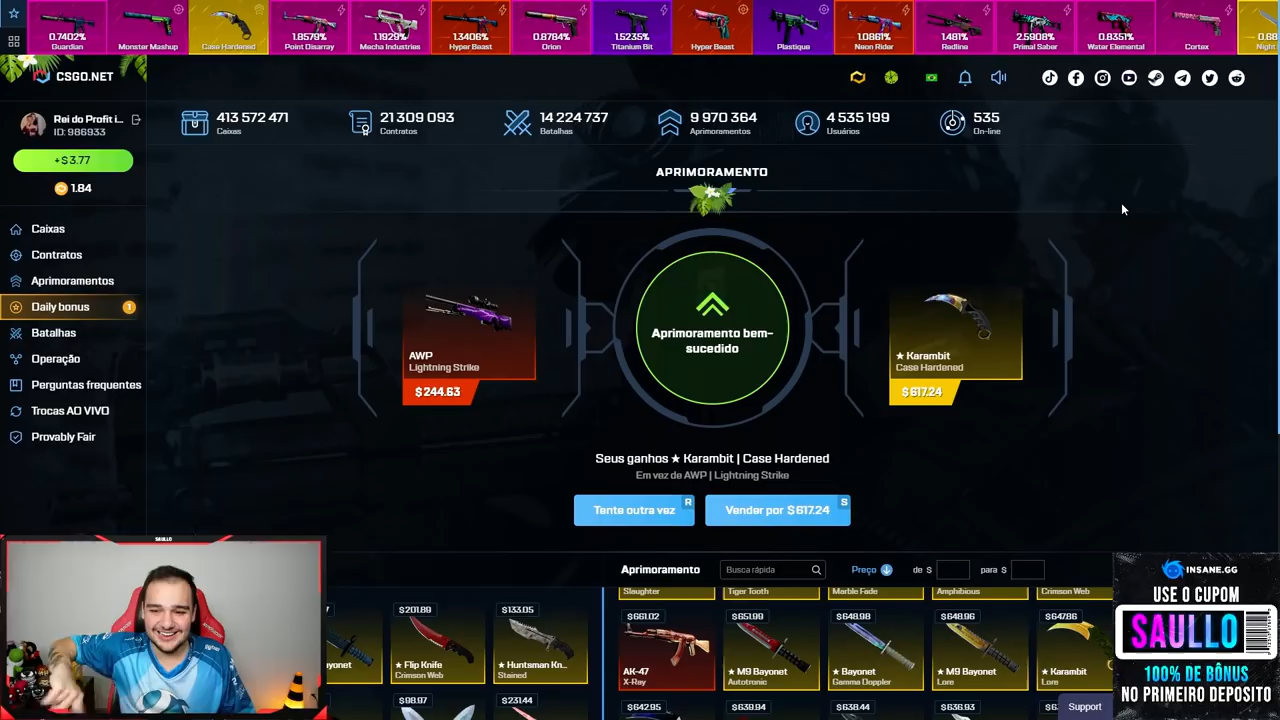 0.7402%
Guardian
Monster Mashup
Case Hardened
1.8579%
Point Disarray
1.1929%
Mecha Industries
1.3406%
Hyper Beast
0.8784%
Orion
1.5235%
Titanium Bit
Hyper Beast
Plastique
1.0861%
Neon Rider
1.481%
Redline
2.5908%
Primal Saber
0.8351%
Water Elemental
Cortex
0.68
Night
CSGO.NET
Rei do Profit i...
ID: 986933
+$3.77
1.84
413 572 471
Caixas
21 309 093
Contratos
14 224 737
Batalhas
9 970 364
Aprimoramentos
4 535 199
Usuários
535
On-line
Caixas
Contratos
Aprimoramentos
Daily bonus 1
Batalhas
Operação
Perguntas frequentes
Trocas AO VIVO
Provably Fair
APRIMORAMENTO
AWP
Lightning Strike
$244.63
Aprimoramento bem-
sucedido
★ Karambit
Case Hardened
$617.24
Seus ganhos ★ Karambit | Case Hardened
Em vez de AWP | Lightning Strike
Tente outra vez R
Vender por $617.24 S
Aprimoramento
Busca rápida
Preço
de $
para $
Slaughter
Tiger Tooth
Marble Fade
Amphibious
Crimson Web
$201.89
★ Flip Knife
Crimson Web
$133.05
★ Huntsman Kn...
Stained
$661.02
AK-47
X-Ray
$651.99
★ M9 Bayonet
Autotronic
$648.98
★ Bayonet
Gamma Doppler
$648.96
★ M9 Bayonet
Lore
$647.86
★ Karambit
Lore
$98.97
$231.44
$642.95
$639.94
$638.44
$636.93
Support
SAULLO
INSANE.GG
USE O CUPOM
SAULLO
100% DE BÔNUS
NO PRIMEIRO DEPÓSITO